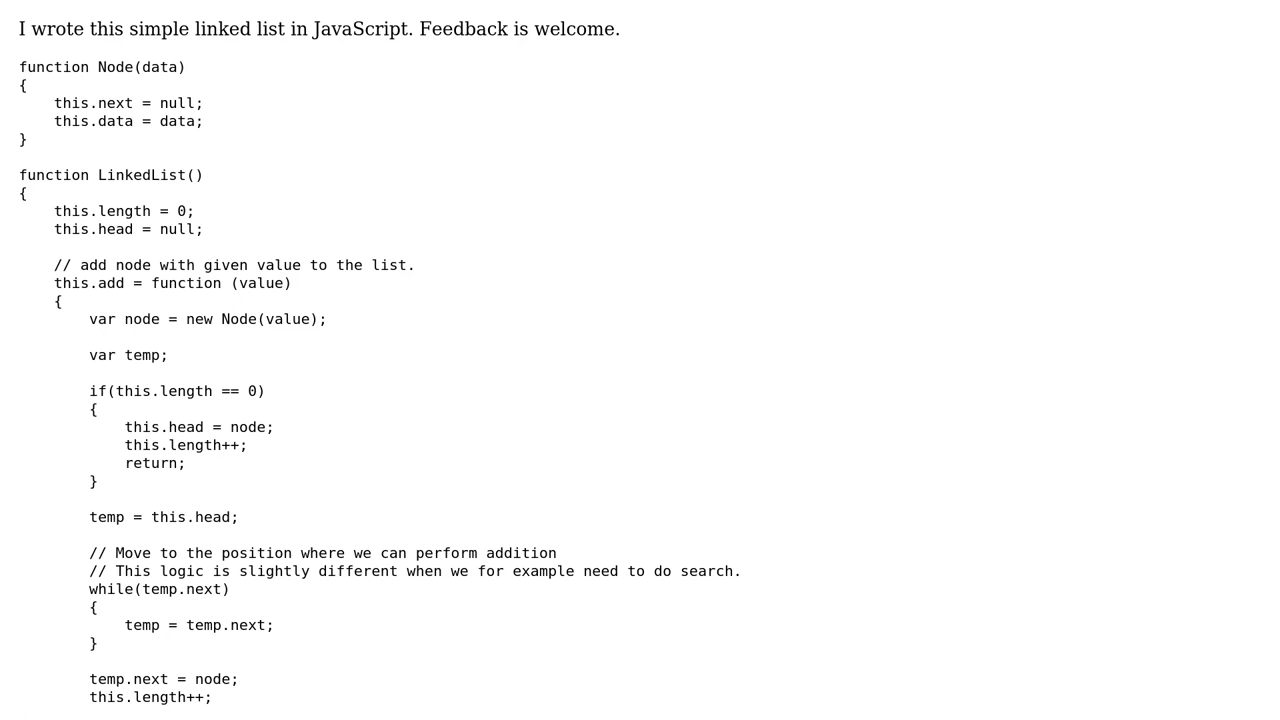 I wrote this simple linked list in JavaScript. Feedback is welcome.
function Node(data)
{
    this.next = null;
    this.data = data;
}
function LinkedList()
{
    this.length = 0;
    this.head = null;
    // add node with given value to the list.
    this.add = function (value)
    {
        var node = new Node(value);
        var temp;
        if(this.length == 0)
        {
            this.head = node;
            this.length++;
            return;
        }
        temp = this.head;
        // Move to the position where we can perform addition
        // This logic is slightly different when we for example need to do search.
        while(temp.next)
        {
            temp = temp.next;
        }
        temp.next = node;
        this.length++;